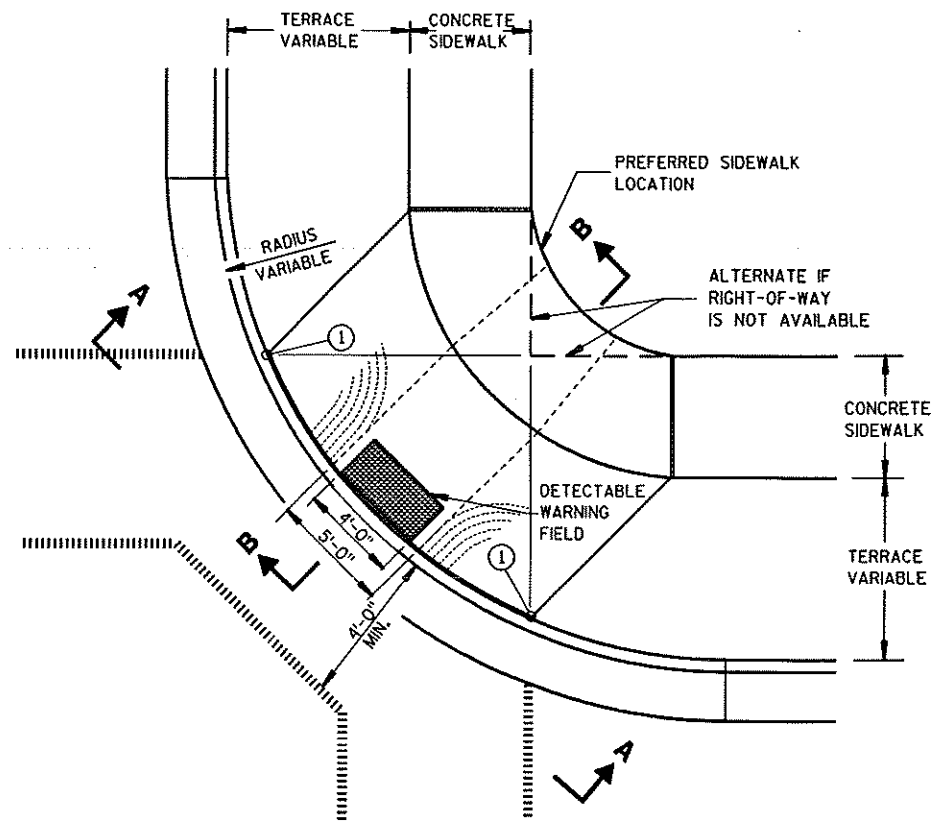 TERRACE
VARIABLE
CONCRETE
SIDEWALK
PREFERRED SIDEWALK
LOCATION
B
RADIUS
VARIABLE
ALTERNATE IF
RIGHT-OF-WAY
IS NOT AVAILABLE
A
1
CONCRETE
SIDEWALK
DETECTABLE
WARNING
FIELD
4'-0"
5'-0"
B
1
4'-0"
MIN.
TERRACE
VARIABLE
A